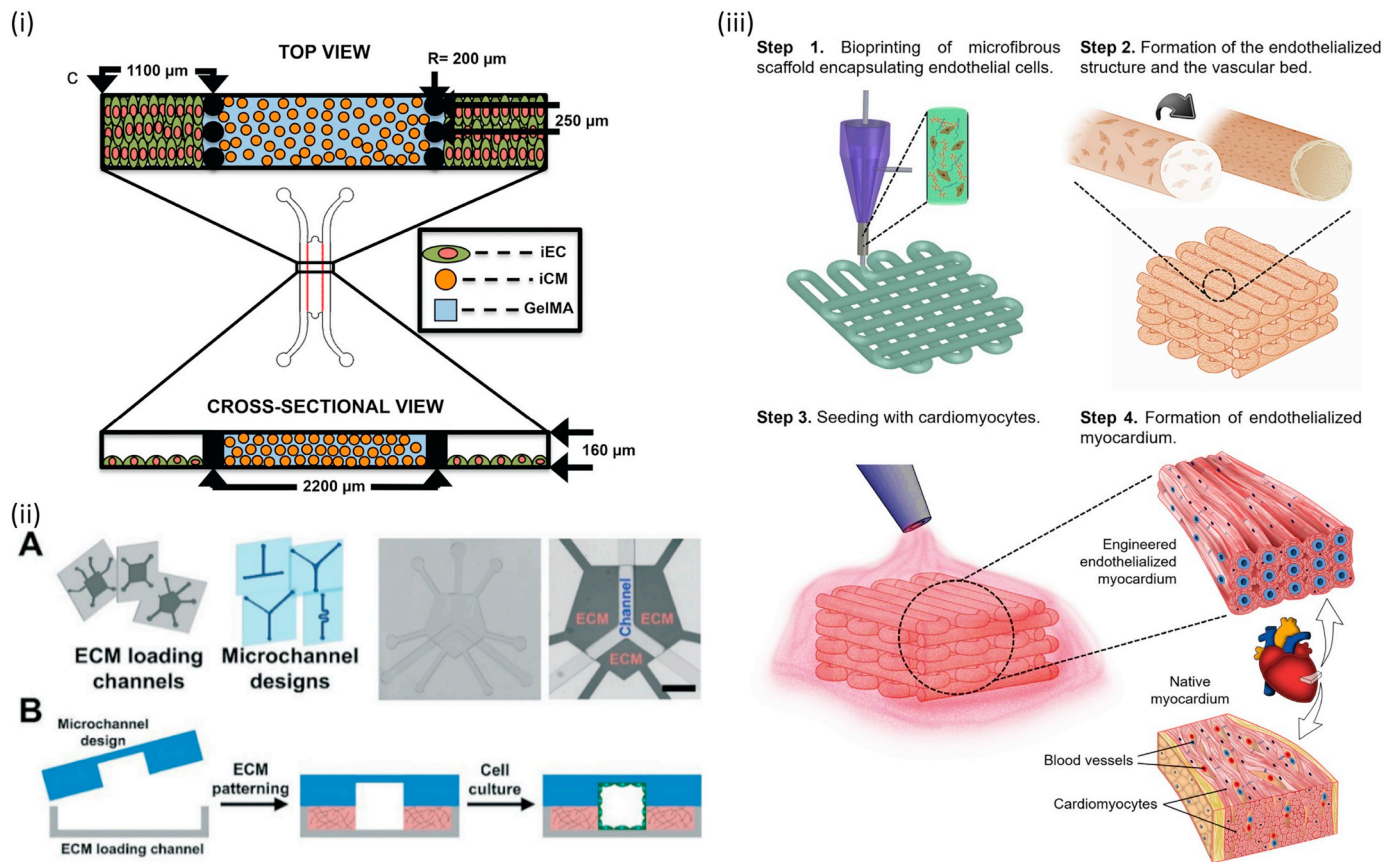 (i)
TOP VIEW
C
1100 µm
R= 200 µm
250 µm
iEC
iCM
GelMA
CROSS-SECTIONAL VIEW
160 µm
2200 µm
(ii)
A
ECM loading
channels
Microchannel
designs
Channel
ECM
ECM
ECM
B
Microchannel
design
ECM
patterning
Cell
culture
ECM loading channel
(iii)
Step 1. Bioprinting of microfibrous
scaffold encapsulating endothelial cells.
Step 2. Formation of the endothelialized
structure and the vascular bed.
Step 3. Seeding with cardiomyocytes.
Step 4. Formation of endothelialized
myocardium.
Engineered
endothelialized
myocardium
Native
myocardium
Blood vessels
Cardiomyocytes